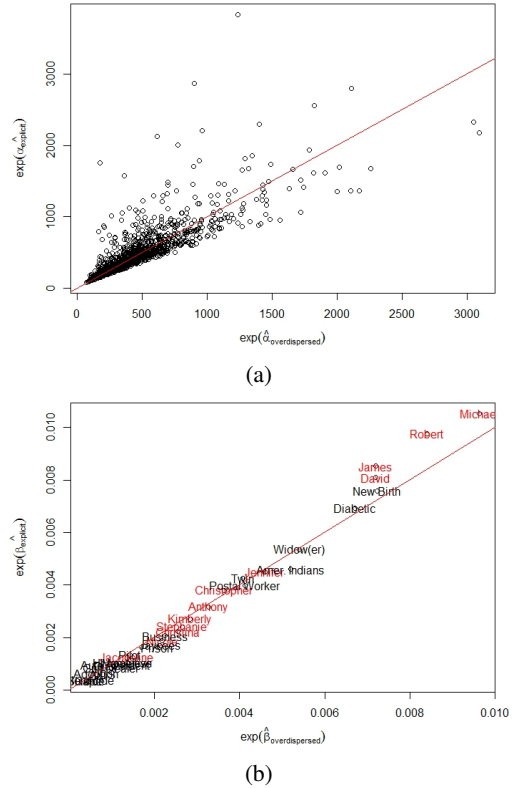 exp(α̂explicit)
3000
2000
1000
0
0 500 1000 1500 2000 2500 3000
exp(α̂overdispersed)
(a)
exp(β̂explicit)
0.010
0.008
0.006
0.004
0.002
0.000
Michae
Robert
James
David
New Birth
Diabetic
Widow(er)
Jennifer Amer. Indians
Twin
Postal Worker
Christopher
Anthony
Kimberly
Stephanie
Business
Prison
Pilot
Jacqueline
0.002 0.004 0.006 0.008 0.010
exp(β̂overdispersed)
(b)